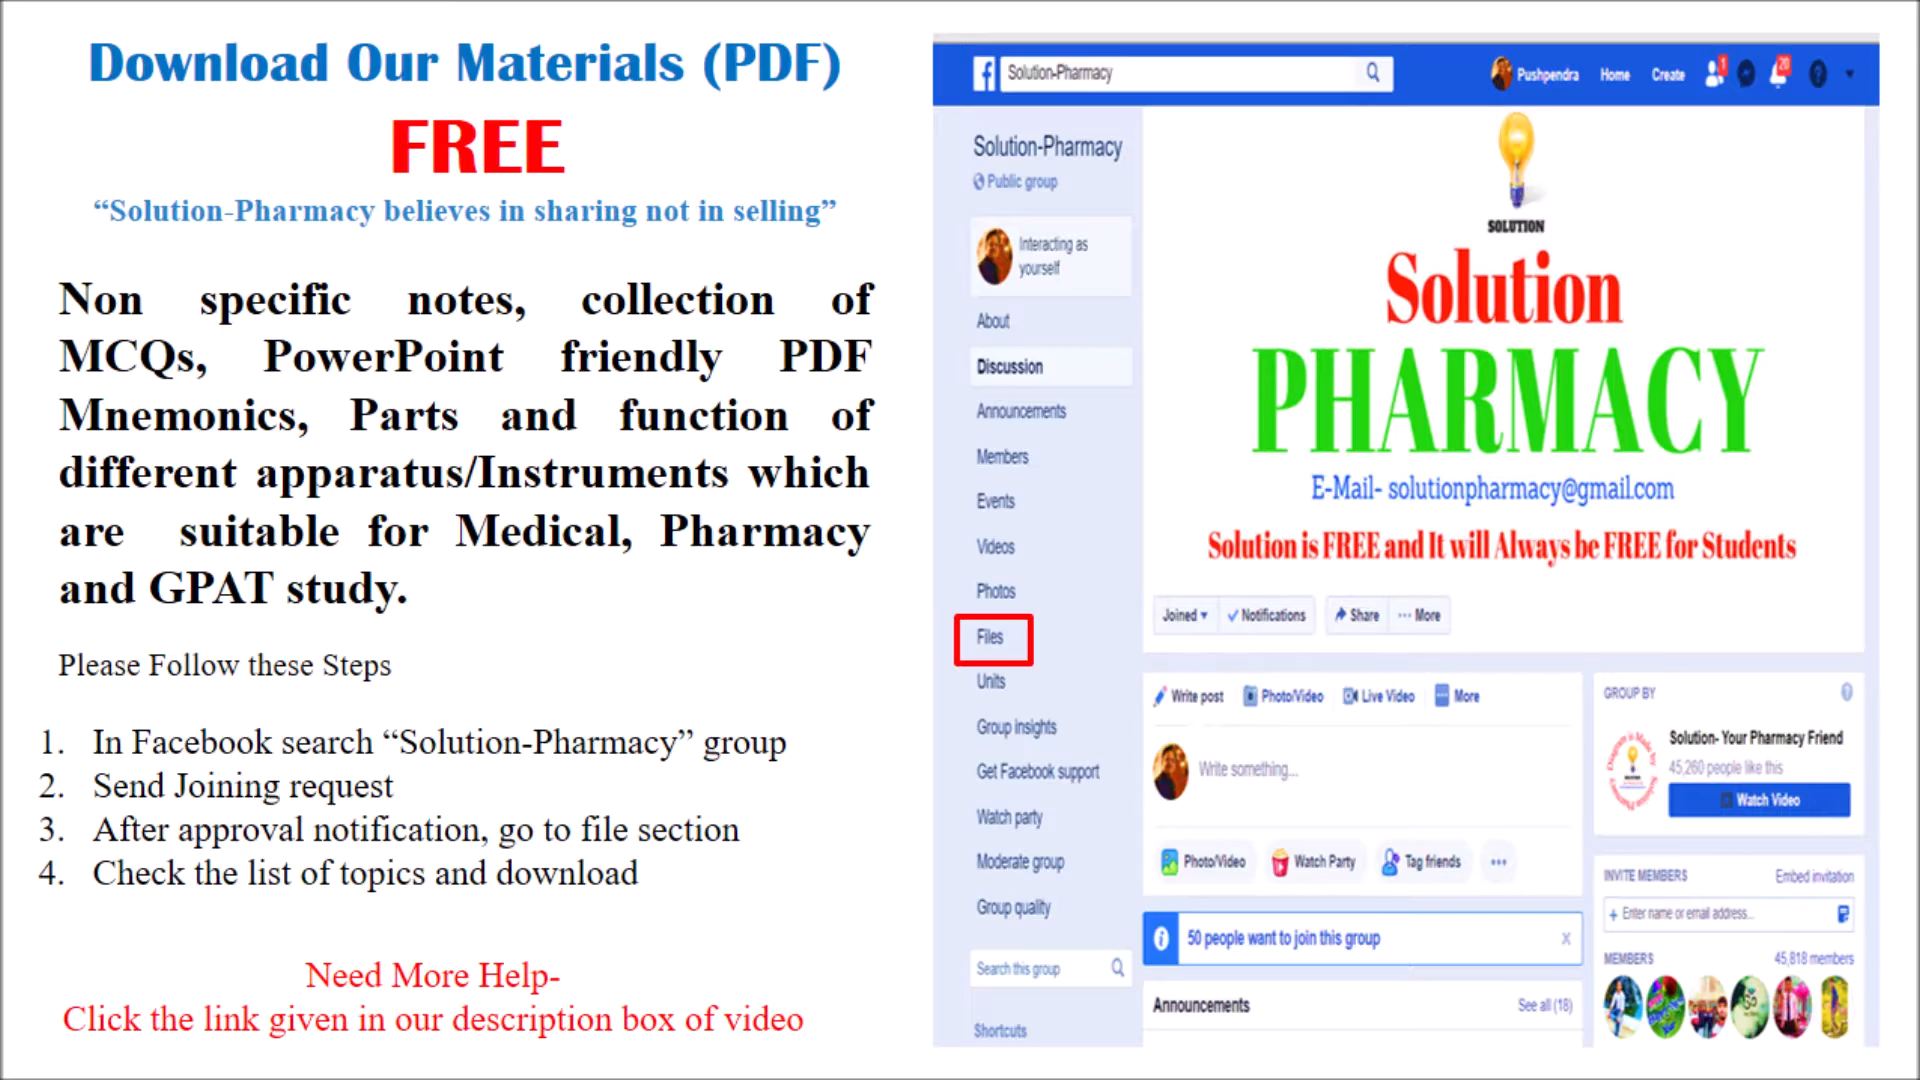 Download Our Materials (PDF)
FREE
“Solution-Pharmacy believes in sharing not in selling”
Non specific notes, collection of
MCQs, PowerPoint friendly PDF
Mnemonics, Parts and function of
different apparatus/Instruments which
are suitable for Medical, Pharmacy
and GPAT study.
Please Follow these Steps
1. In Facebook search “Solution-Pharmacy” group
2. Send Joining request
3. After approval notification, go to file section
4. Check the list of topics and download
Need More Help-
Click the link given in our description box of video
Solution-Pharmacy
Pushpendra Home Create 1 20
Solution-Pharmacy
Public group
Interacting as
yourself
About
Discussion
Announcements
Members
Events
Videos
Photos
Files
Units
Group insights
Get Facebook support
Watch party
Moderate group
Group quality
Search this group
Shortcuts
SOLUTION
Solution
PHARMACY
E-Mail- solutionpharmacy@gmail.com
Solution is FREE and It will Always be FREE for Students
Joined Notifications Share ··· More
Write post Photo/Video Live Video More
Write something...
Photo/Video Watch Party Tag friends ···
50 people want to join this group x
Announcements See all (18)
GROUP BY ?
Solution- Your Pharmacy Friend
45,260 people like this
Watch Video
INVITE MEMBERS Embed invitation
+ Enter name or email address...
MEMBERS 45,818 members